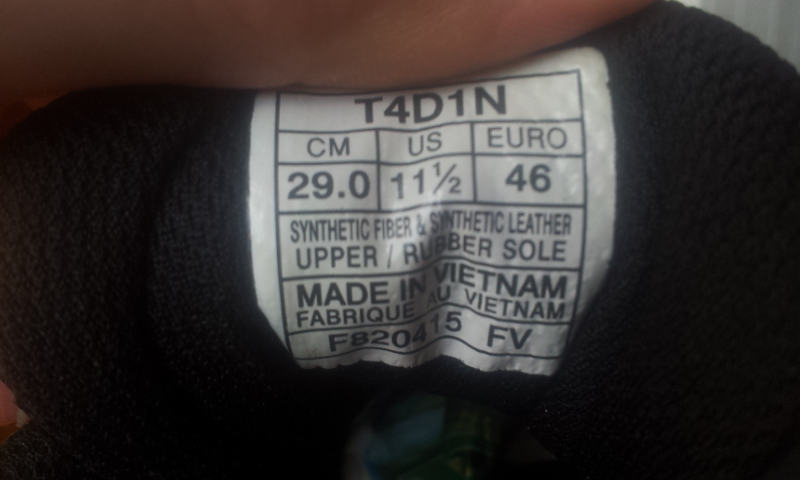 T4D1N
CM US EURO
29.0 11½ 46
SYNTHETIC FIBER & SYNTHETIC LEATHER
UPPER / RUBBER SOLE
MADE IN VIETNAM
FABRIQUE AU VIETNAM
F820415 FV